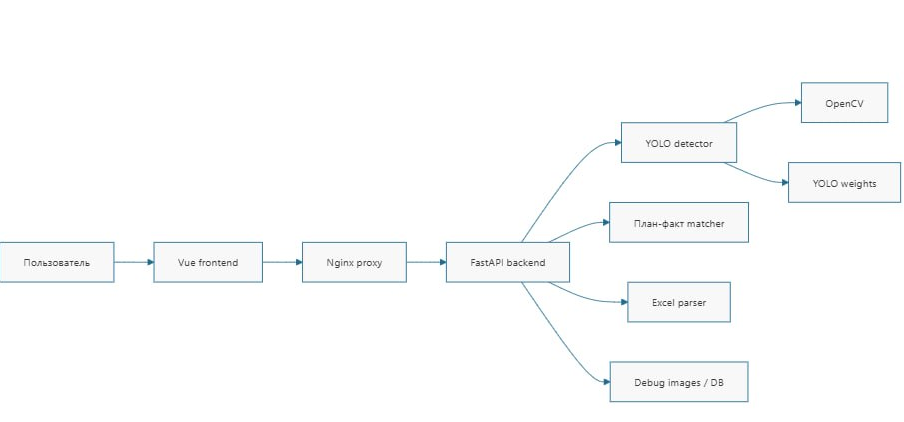 Пользователь
Vue frontend
Nginx proxy
FastAPI backend
YOLO detector
OpenCV
YOLO weights
План-факт matcher
Excel parser
Debug images / DB